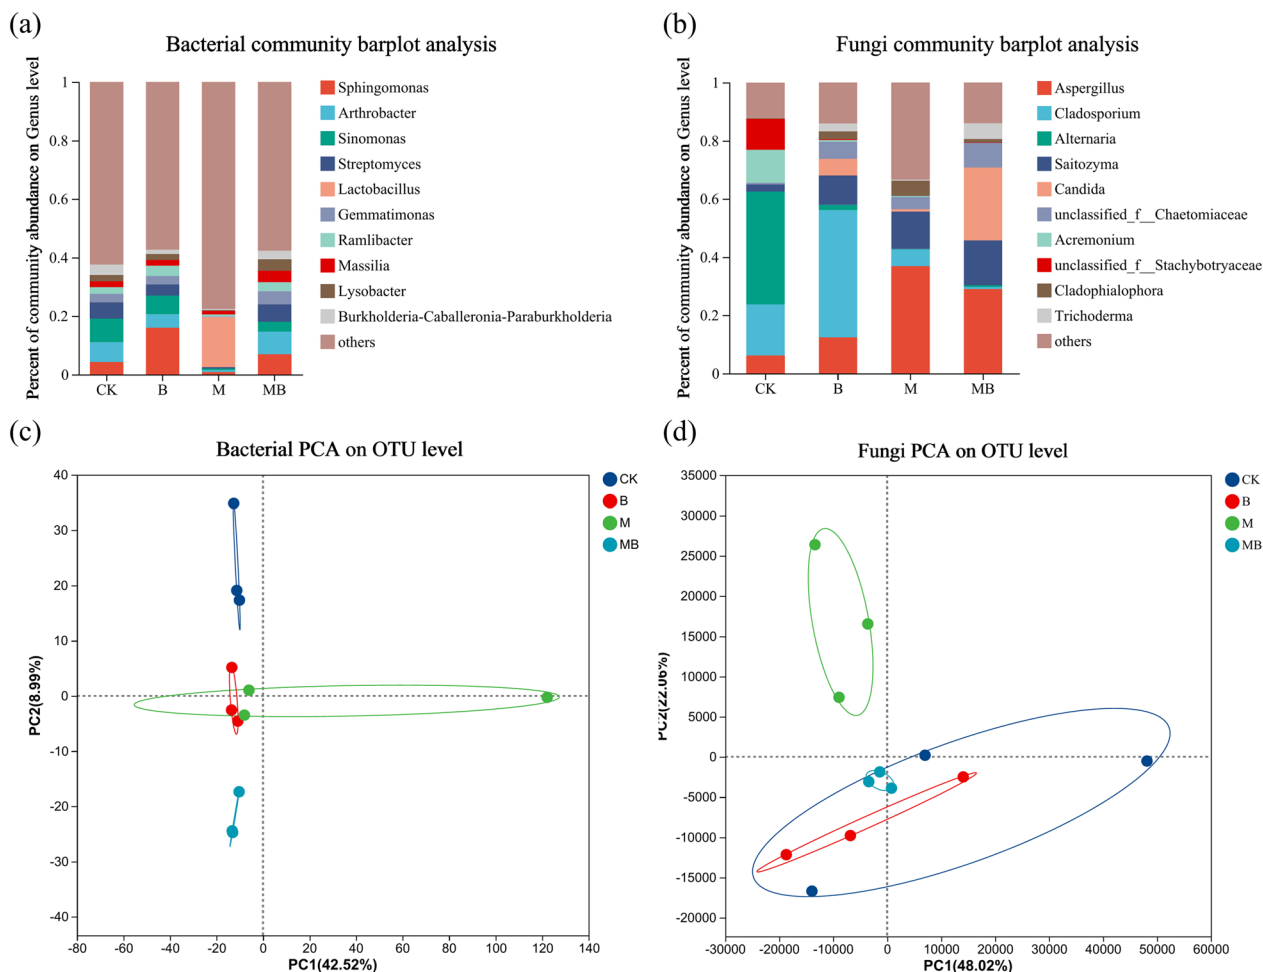 (a)
Bacterial community barplot analysis
Percent of community abundance on Genus level
1
0.8
0.6
0.4
0.2
0
CK B M MB
Sphingomonas
Arthrobacter
Sinomonas
Streptomyces
Lactobacillus
Gemmatimonas
Ramlibacter
Massilia
Lysobacter
Burkholderia-Caballeronia-Paraburkholderia
others
(b)
Fungi community barplot analysis
Percent of community abundance on Genus level
1
0.8
0.6
0.4
0.2
0
CK B M MB
Aspergillus
Cladosporium
Alternaria
Saitozyma
Candida
unclassified_f__Chaetomiaceae
Acremonium
unclassified_f__Stachybotryaceae
Cladophialophora
Trichoderma
others
(c)
Bacterial PCA on OTU level
PC2(8.99%)
40
30
20
10
0
-10
-20
-30
-40
-80 -60 -40 -20 0 20 40 60 80 100 120 140
PC1(42.52%)
CK
B
M
MB
(d)
Fungi PCA on OTU level
PC2(22.06%)
35000
30000
25000
20000
15000
10000
5000
0
-5000
-10000
-15000
-20000
-30000 -20000 -10000 0 10000 20000 30000 40000 50000 60000
PC1(48.02%)
CK
B
M
MB